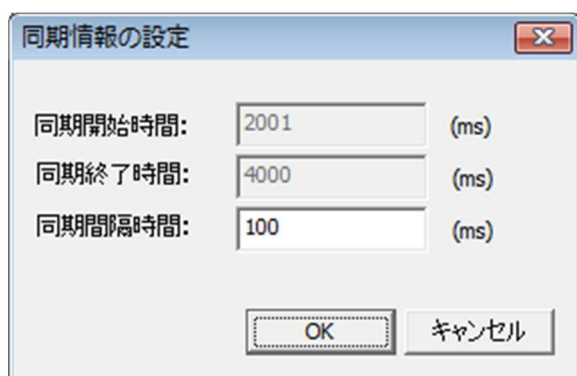 同期情報の設定
同期開始時間: 2001 (ms)
同期終了時間: 4000 (ms)
同期間隔時間: 100 (ms)
OK キャンセル